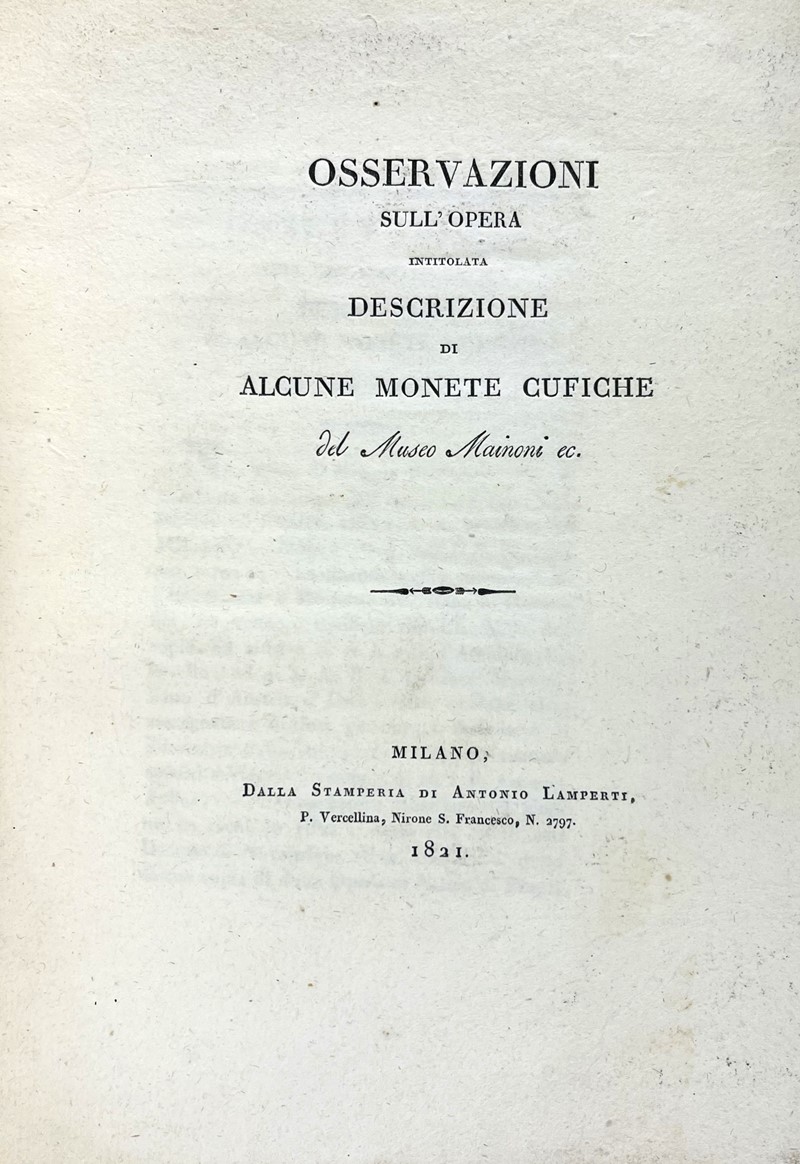 OSSERVAZIONI
SULL' OPERA
INTITOLATA
DESCRIZIONE
DI
ALCUNE MONETE CUFICHE
del Museo Mainoni ec.
MILANO,
DALLA STAMPERIA DI ANTONIO LAMPERTI,
P. Vercellina, Nirone S. Francesco, N. 2797.
1821.